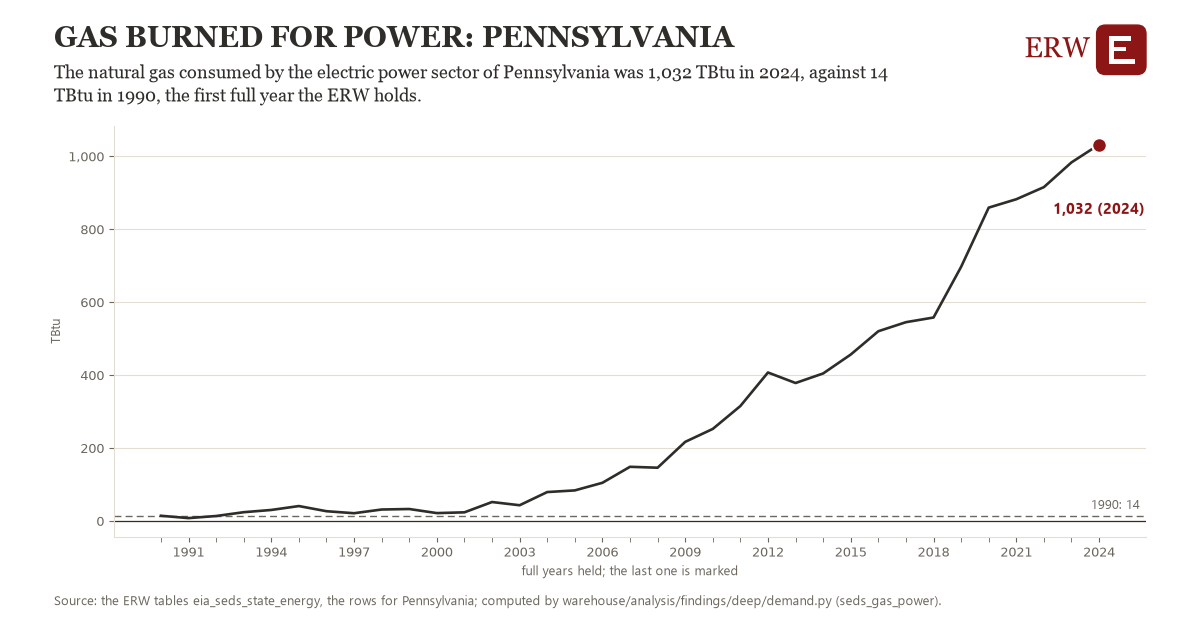 GAS BURNED FOR POWER: PENNSYLVANIA
The natural gas consumed by the electric power sector of Pennsylvania was 1,032 TBtu in 2024, against 14
TBtu in 1990, the first full year the ERW holds.
ERW E
1,000
800
600
400
200
0
TBtu
1,032 (2024)
1990: 14
1991 1994 1997 2000 2003 2006 2009 2012 2015 2018 2021 2024
full years held; the last one is marked
Source: the ERW tables eia_seds_state_energy, the rows for Pennsylvania; computed by warehouse/analysis/findings/deep/demand.py (seds_gas_power).